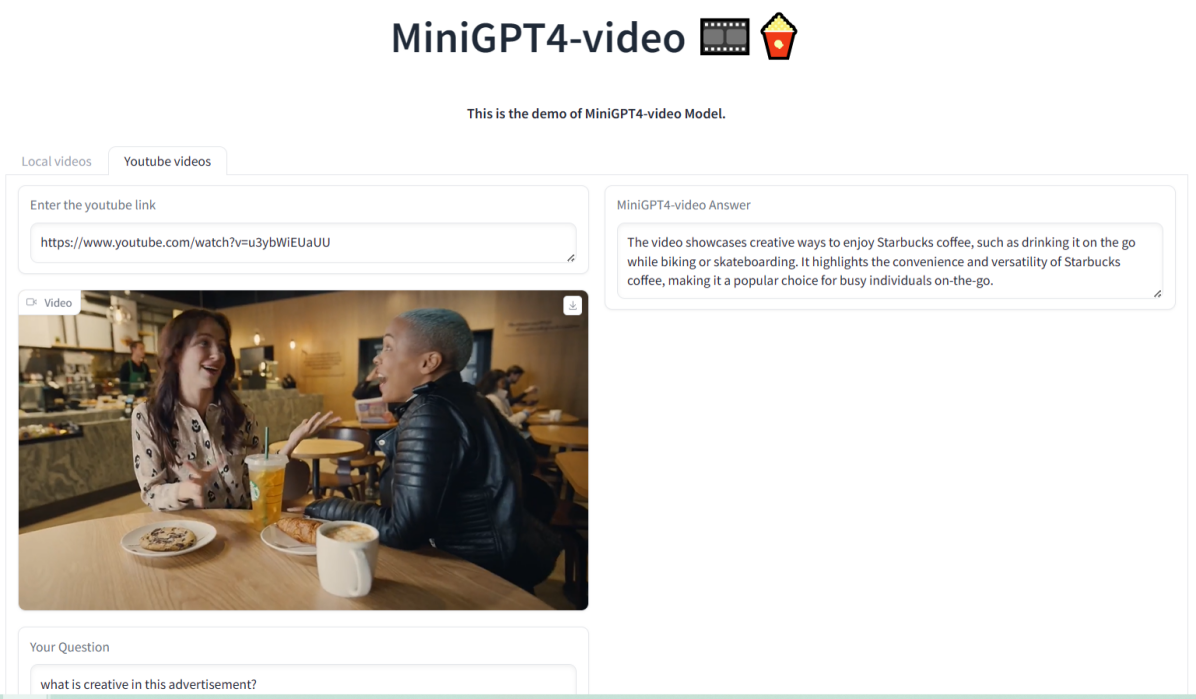 MiniGPT4-video
This is the demo of MiniGPT4-video Model.
Local videos
Youtube videos
Enter the youtube link
https://www.youtube.com/watch?v=u3ybWiEUaUU
Video
Your Question
what is creative in this advertisement?
MiniGPT4-video Answer
The video showcases creative ways to enjoy Starbucks coffee, such as drinking it on the go
while biking or skateboarding. It highlights the convenience and versatility of Starbucks
coffee, making it a popular choice for busy individuals on-the-go.